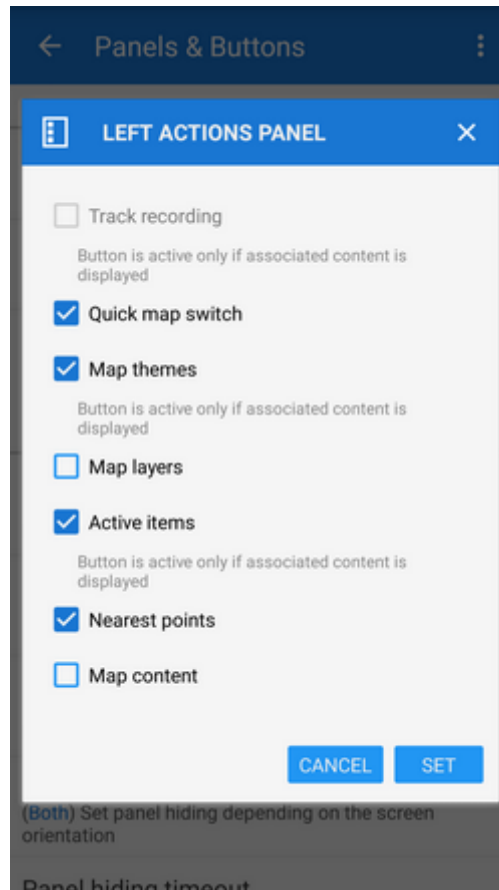 Panels & Buttons
LEFT ACTIONS PANEL
Track recording
Button is active only if associated content is
displayed
Quick map switch
Map themes
Button is active only if associated content is
displayed
Map layers
Active items
Button is active only if associated content is
displayed
Nearest points
Map content
CANCEL
SET
(Both) Set panel hiding depending on the screen
orientation
Panel hiding timeout